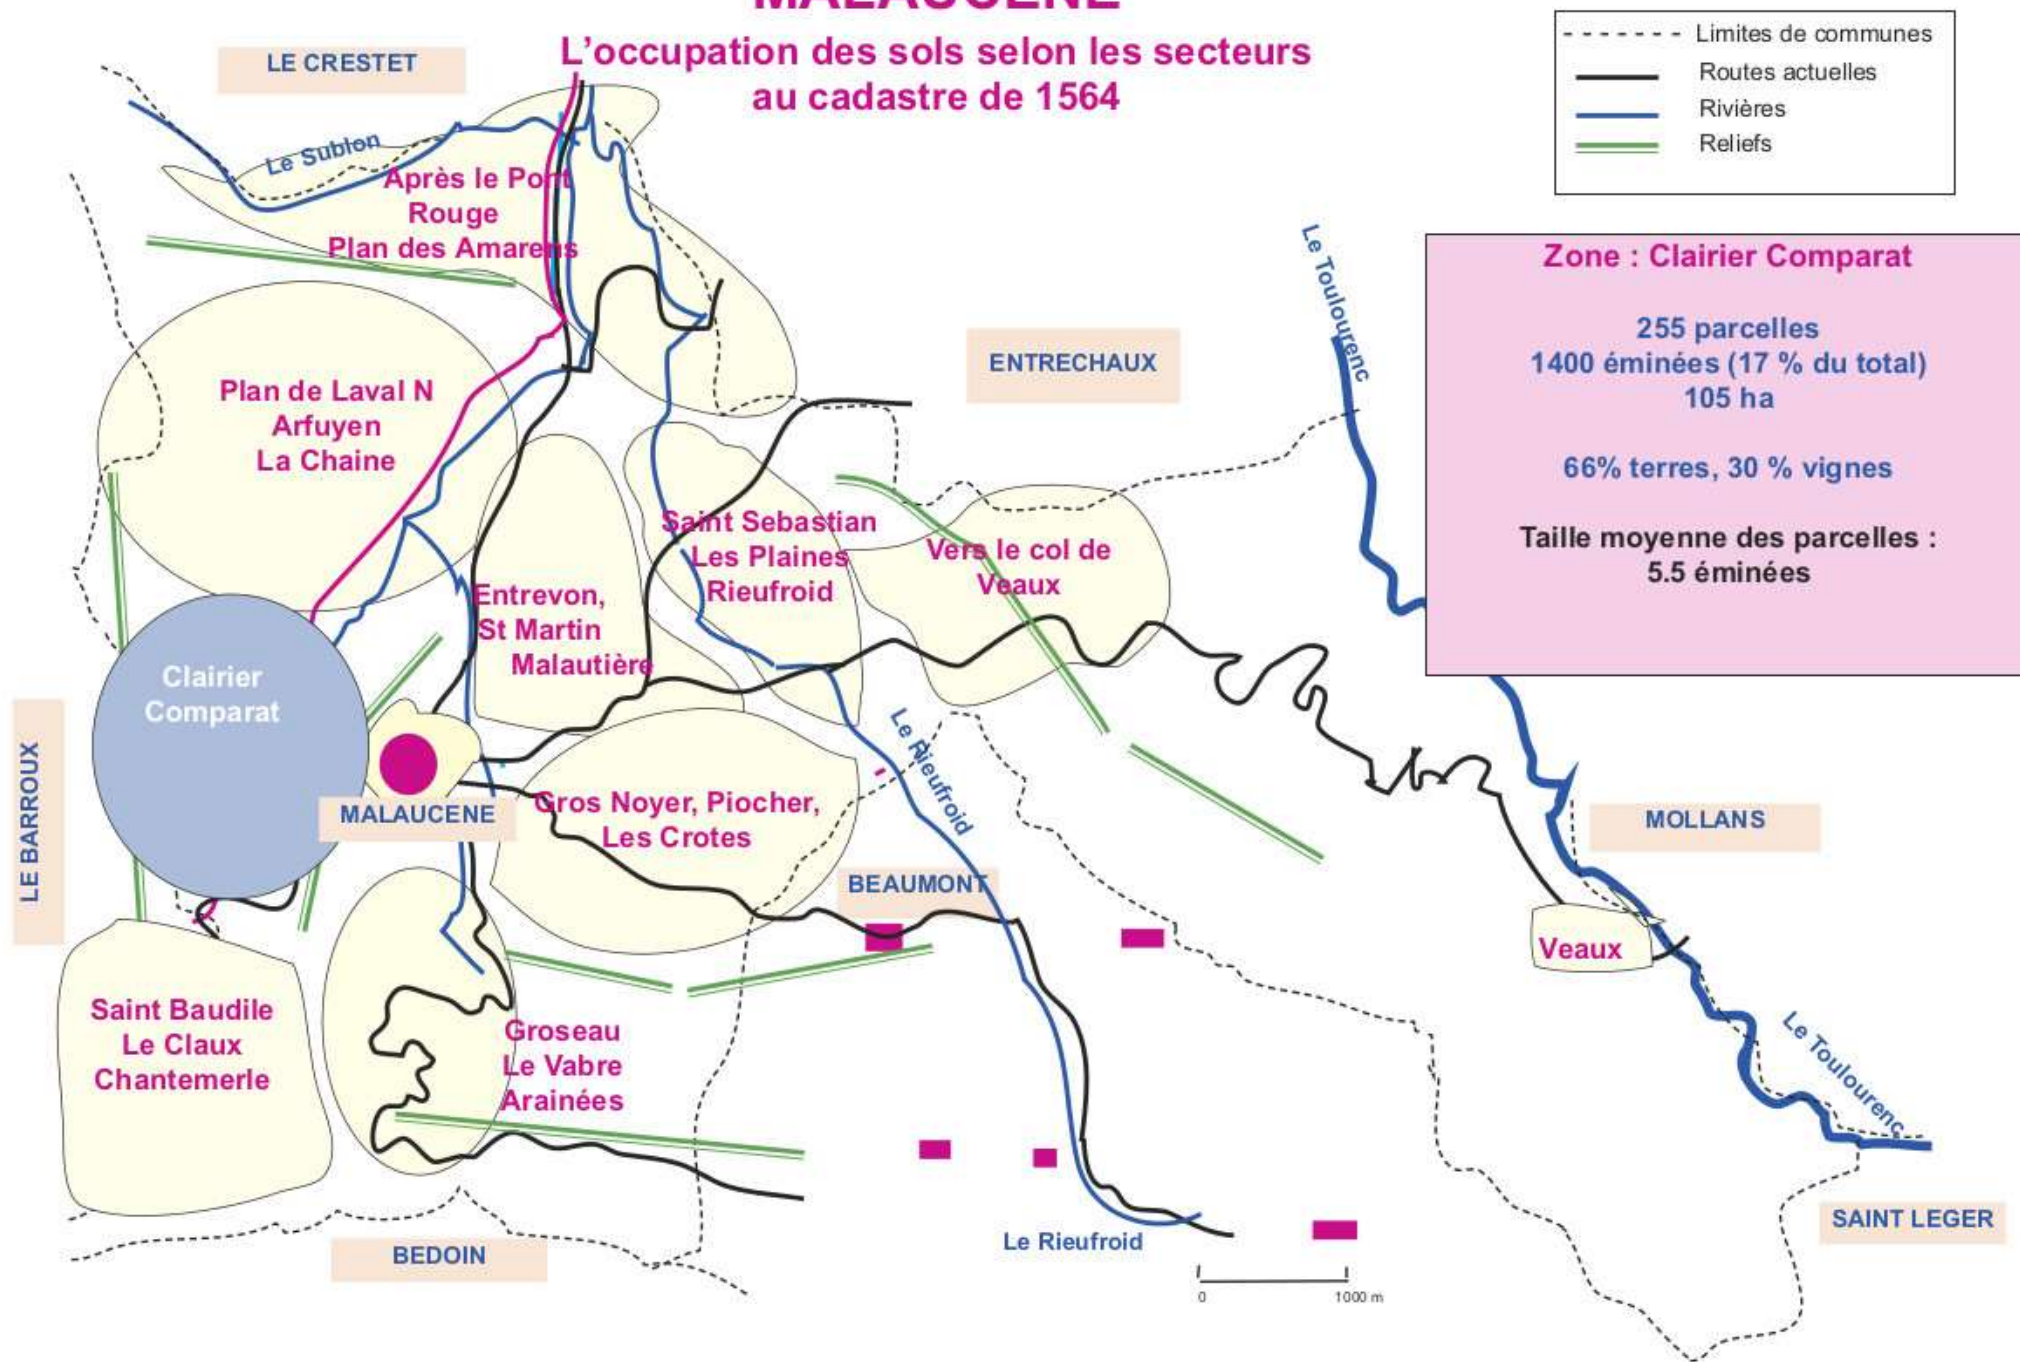 MALAUCENE
L'occupation des sols selon les secteurs
au cadastre de 1564
Limites de communes
Routes actuelles
Rivières
Reliefs
LE CRESTET
Le Sublon
Après le Pont
Rouge
Plan des Amarens
Le Toulourenc
Zone : Clairier Comparat
255 parcelles
1400 éminées (17 % du total)
105 ha
66% terres, 30 % vignes
Taille moyenne des parcelles :
5.5 éminées
ENTRECHAUX
Plan de Laval N
Arfuyen
La Chaine
Saint Sebastian
Les Plaines
Rieufroid
Vers le col de
Veaux
Entrevon,
St Martin
Malautière
Clairier
Comparat
LE BARROUX
MALAUCENE
Gros Noyer, Piocher,
Les Crotes
Le Rieufroid
BEAUMONT
MOLLANS
Veaux
Saint Baudile
Le Claux
Chantemerle
Groseau
Le Vabre
Arainées
Le Toulourenc
SAINT LEGER
BEDOIN
Le Rieufroid
0
1000 m